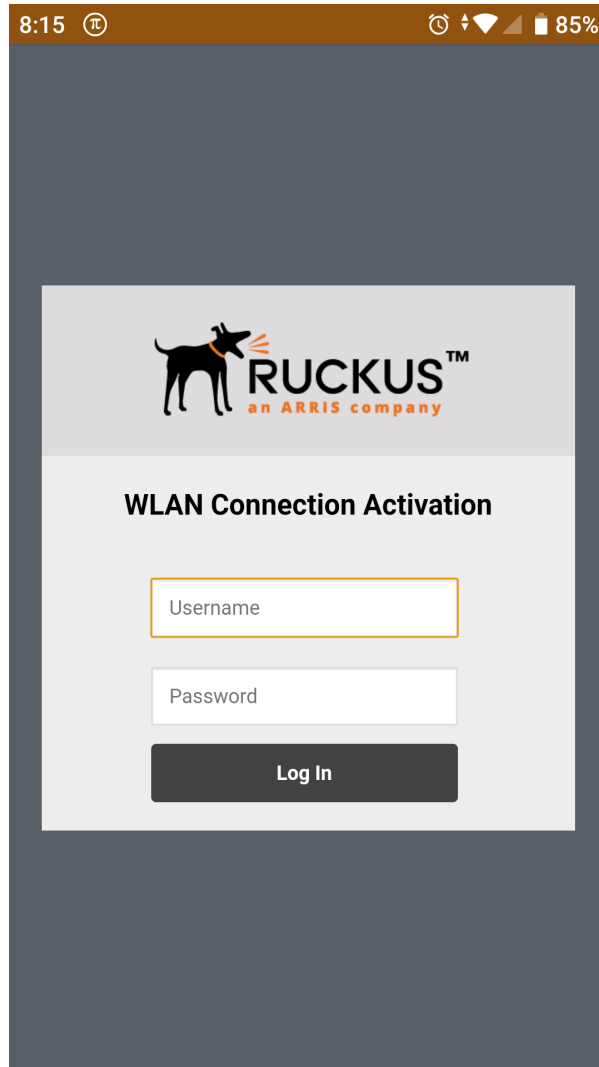 8:15 π 85%
RUCKUS™
an ARRIS company
WLAN Connection Activation
Username
Password
Log In